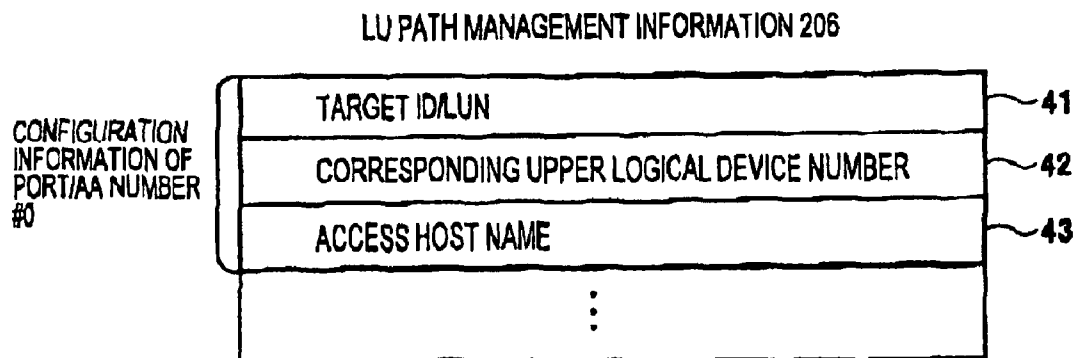 LU PATH MANAGEMENT INFORMATION 206
TARGET ID/LUN
41
CONFIGURATION
INFORMATION OF
PORT/AA NUMBER
#0
CORRESPONDING UPPER LOGICAL DEVICE NUMBER
42
ACCESS HOST NAME
43